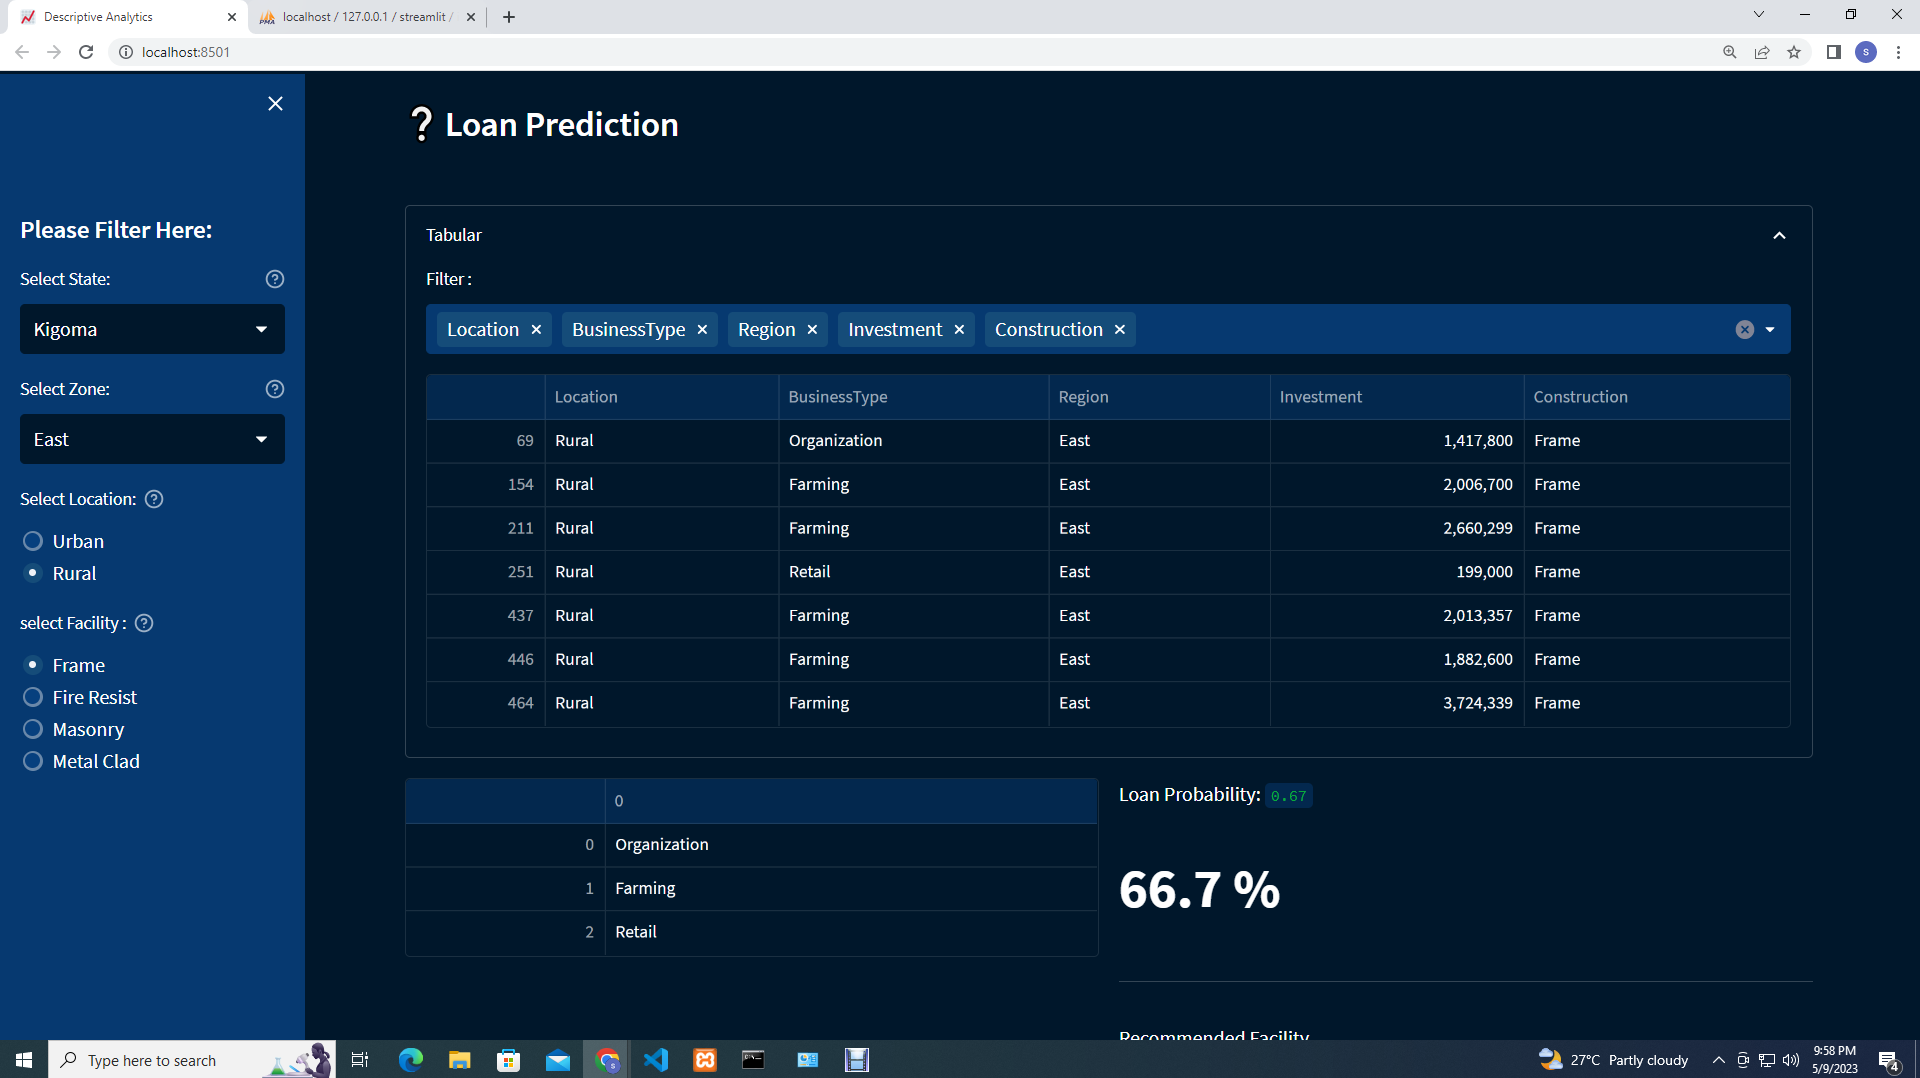 Descriptive Analytics
localhost / 127.0.0.1 / streamlit /
localhost:8501
s
Please Filter Here:
Select State:
Kigoma
Select Zone:
East
Select Location:
Urban
Rural
select Facility :
Frame
Fire Resist
Masonry
Metal Clad
? Loan Prediction
Tabular
Filter :
Location BusinessType Region Investment Construction
Location BusinessType Region Investment Construction
69 Rural Organization East 1,417,800 Frame
154 Rural Farming East 2,006,700 Frame
211 Rural Farming East 2,660,299 Frame
251 Rural Retail East 199,000 Frame
437 Rural Farming East 2,013,357 Frame
446 Rural Farming East 1,882,600 Frame
464 Rural Farming East 3,724,339 Frame
0
0 Organization
1 Farming
2 Retail
Loan Probability: 0.67
66.7 %
Recommended Facility
Type here to search
27°C Partly cloudy
9:58 PM
5/9/2023
4